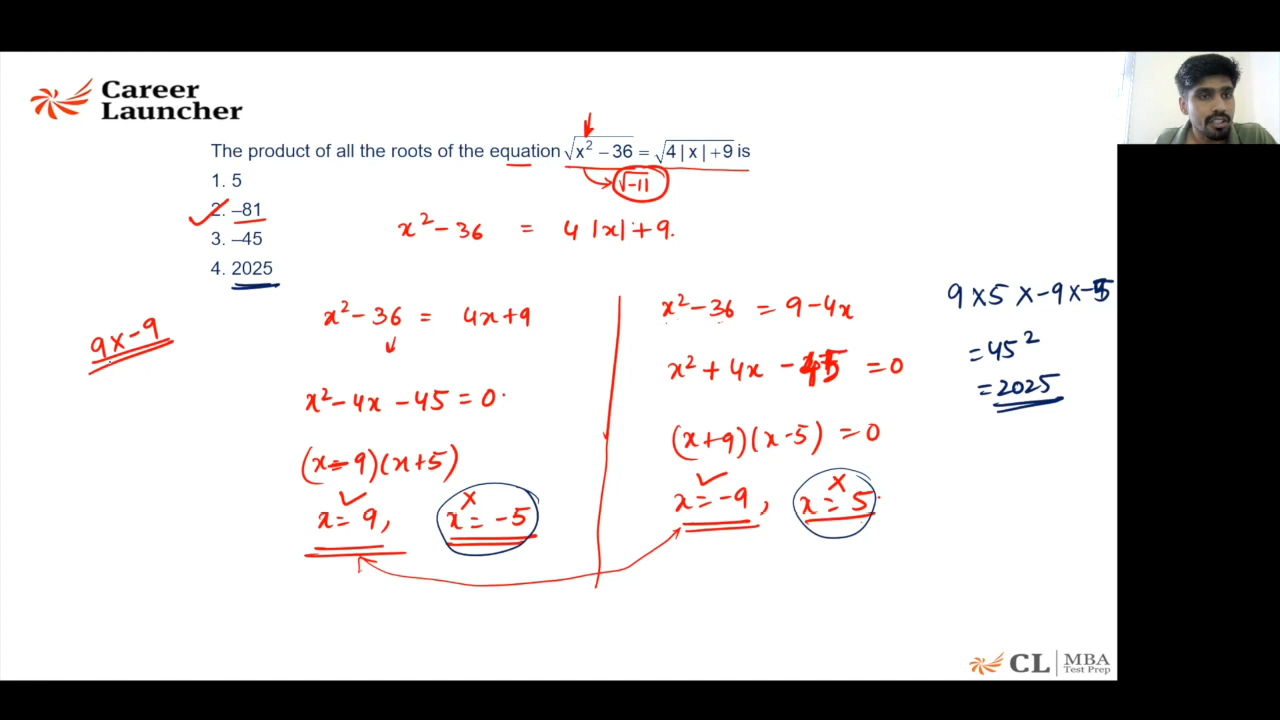 Career
Launcher
The product of all the roots of the equation √x² – 36 = √4 | x | + 9 is
√-11
1. 5
2. –81
3. –45
4. 2025
x² - 36 = 4 |x| + 9.
9x - 9
x² - 36 = 4x + 9
x² - 4x - 45 = 0.
(x - 9)(x + 5)
x = 9, x = -5
x² - 36 = 9 - 4x
x² + 4x - 45 = 0
(x + 9)(x - 5) = 0
x = -9, x = 5
9 x 5 x -9 x -5
= 45²
= 2025
CL MBA
Test Prep